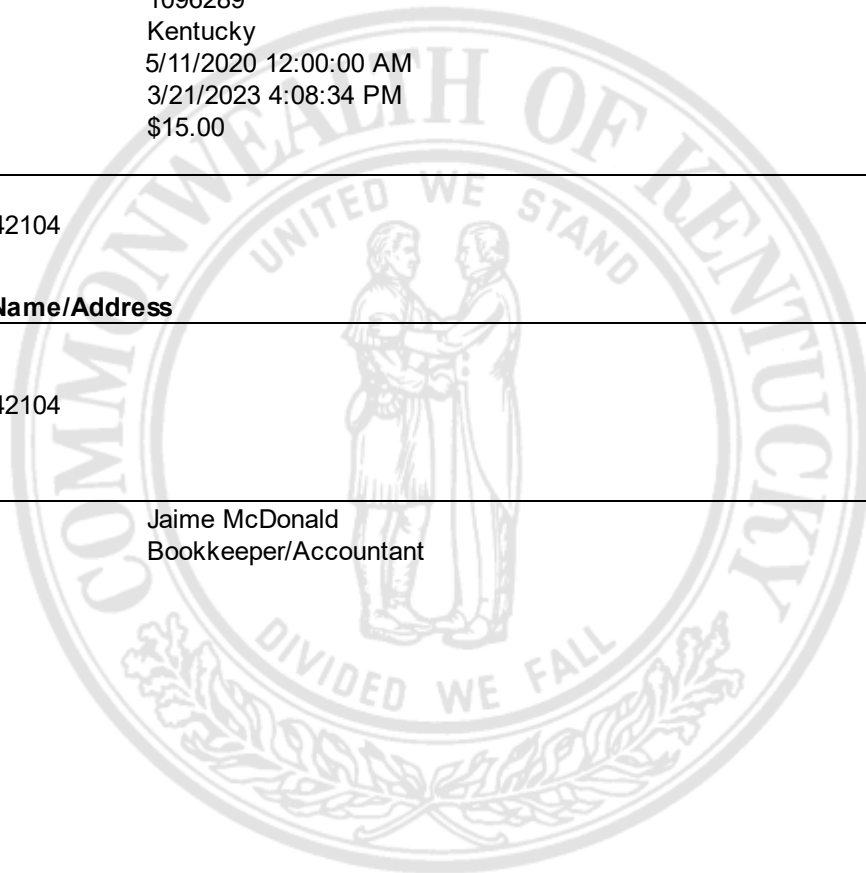 1096289
Kentucky
5/11/2020 12:00:00 AM
3/21/2023 4:08:34 PM
$15.00
42104
Name/Address
42104
Jaime McDonald
Bookkeeper/Accountant
COMMONWEALTH OF KENTUCKY
UNITED WE STAND
DIVIDED WE FALL